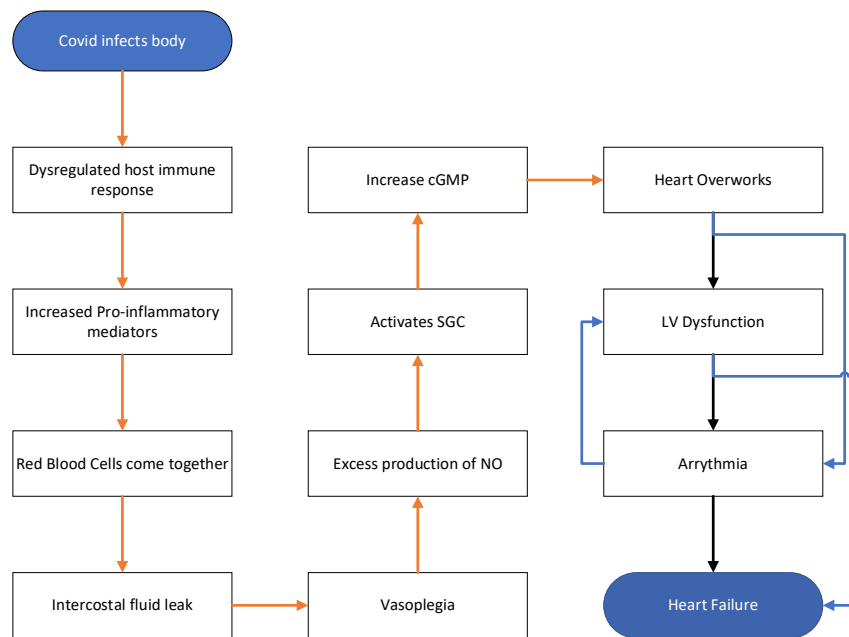 Covid infects body
Dysregulated host immune
response
Increased Pro-inflammatory
mediators
Red Blood Cells come together
Intercostal fluid leak
Vasoplegia
Excess production of NO
Activates SGC
Increase cGMP
Heart Overworks
LV Dysfunction
Arrythmia
Heart Failure